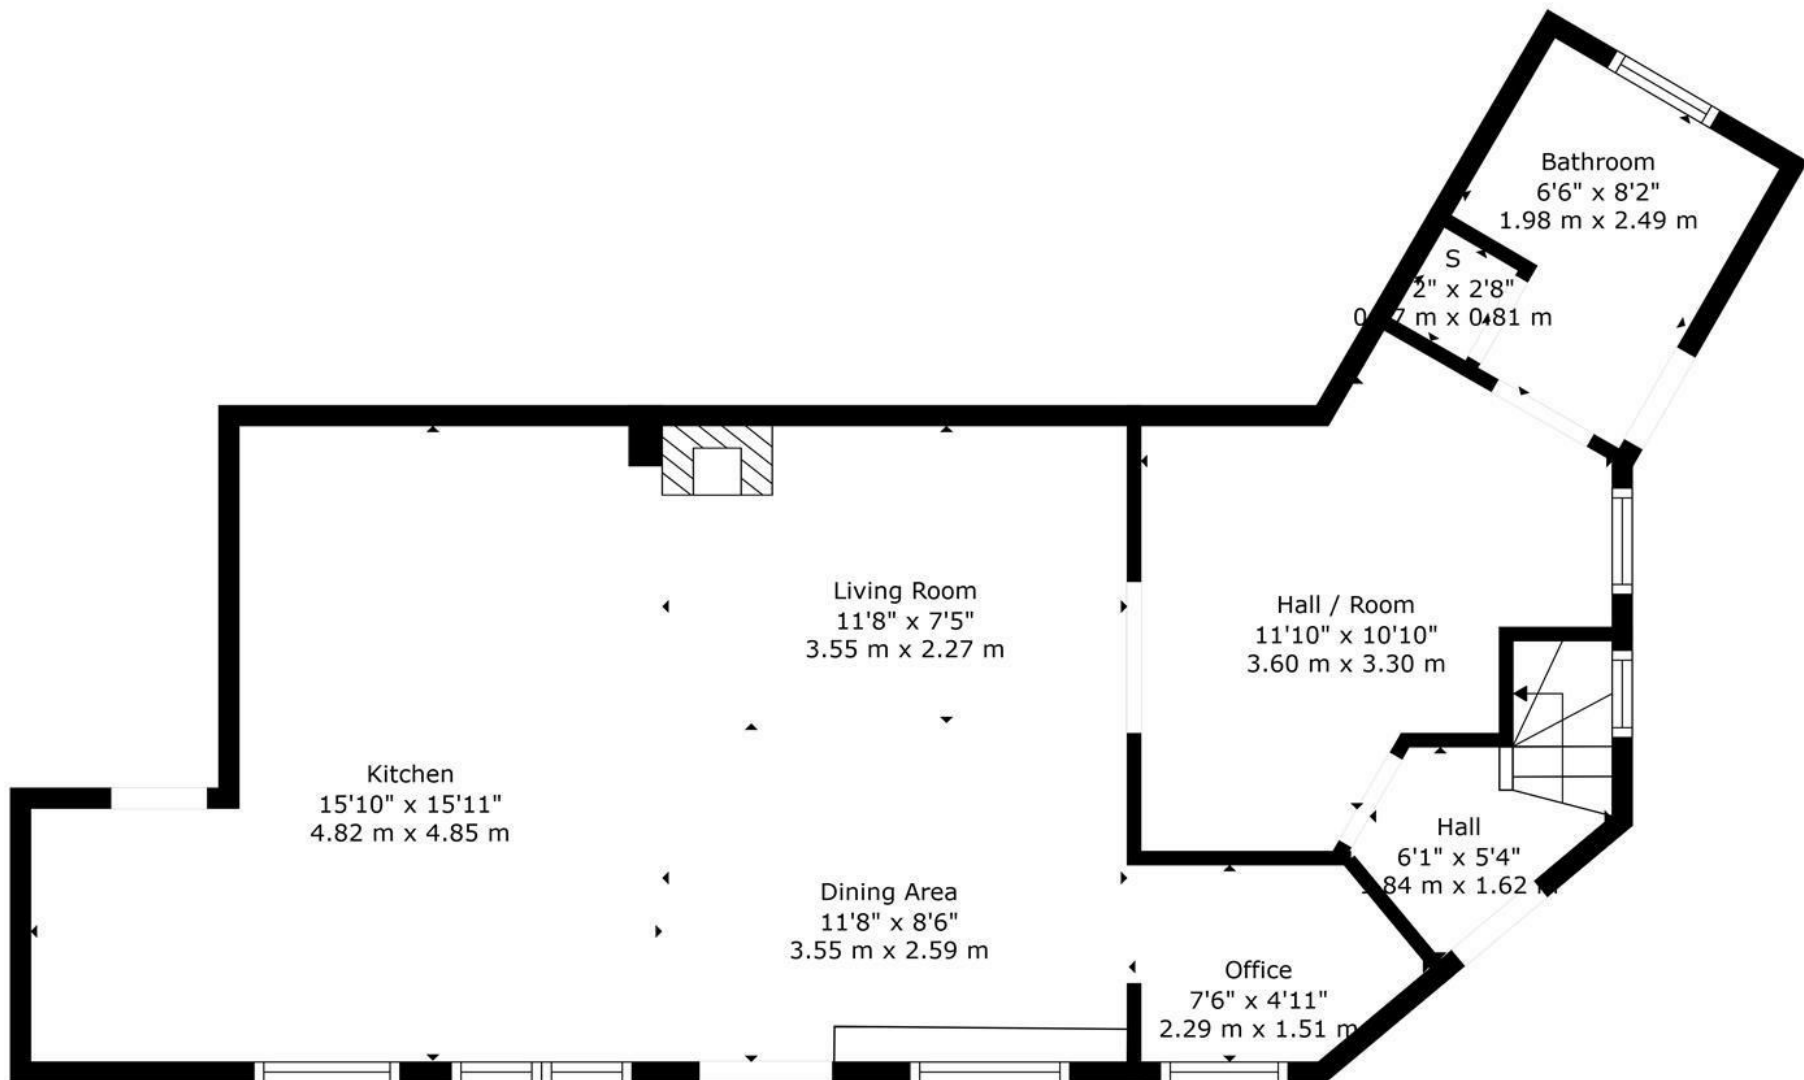 Bathroom
6'6" x 8'2"
1.98 m x 2.49 m
S
2" x 2'8"
m x 0.81 m
Living Room
11'8" x 7'5"
3.55 m x 2.27 m
Hall / Room
11'10" x 10'10"
3.60 m x 3.30 m
Kitchen
15'10" x 15'11"
4.82 m x 4.85 m
Hall
6'1" x 5'4"
.84 m x 1.62
Dining Area
11'8" x 8'6"
3.55 m x 2.59 m
Office
7'6" x 4'11"
2.29 m x 1.51 m